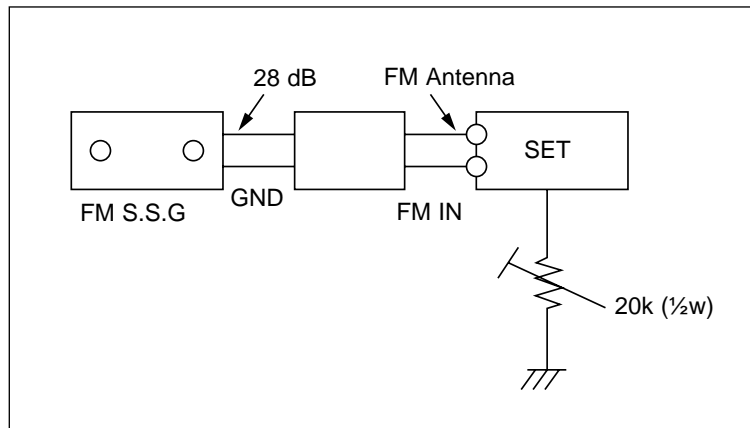 28 dB
FM Antenna
SET
FM S.S.G
GND
FM IN
20k (½w)